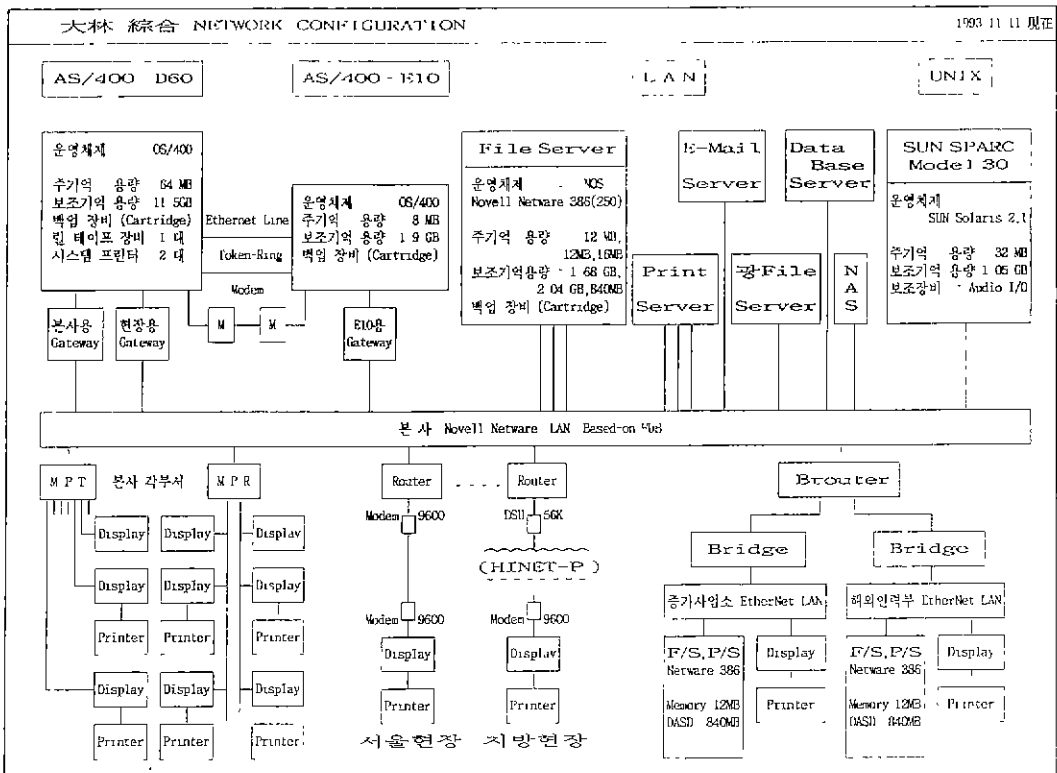 大林 綜合 NETWORK CONFIGURATION
1993 11 11 現在
AS/400 D60
AS/400 - E10
LAN
UNIX
운영체제 OS/400
주기억 용량 64 MB
보조기억 용량 11 5GB
백업 장비 (Cartridge)
린 테이프 장비 1 대
시스템 프린터 2 대
Ethernet Line
Token-Ring
Modem
운영체제 OS/400
주기억 용량 8 MB
보조기억 용량 1 9 GB
백업 장비 (Cartridge)
File Server
운영체제 - NOS
Novell Netware 386(250)
주기억 용량 12 MB,
12MB,16MB
보조기억용량 - 1 68 GB,
2 04 GB,840MB
백업 장비 (Cartridge)
E-Mail
Server
Data
Base
Server
Print
Server
광File
Server
NAS
SUN SPARC
Model 30
운영체제
SUN Solaris 2.1
주기억 용량 32 MB
보조기억 용량 1 05 GB
보조장비 - Audio I/O
본사용
Gateway
현장용
Gateway
M
M
E10용
Gateway
본 사 Novell Netware LAN Based-on
MPT
본사 각부서
MPR
Router
. . . .
Router
Brouter
Modem 9600
DSU 56K
Display
Display
Display
Bridge
Bridge
(HINET-P)
Display
Display
Display
증가사업소 EtherNet LAN
해외인력부 EtherNet LAN
Modem 9600
Modem 9600
Printer
Printer
Printer
Display
Display
F/S,P/S
Netware 386
Memory 12MB
DASD 840MB
Display
Printer
F/S,P/S
Netware 386
Memory 12MB
DASD 840MB
Display
Printer
Display
Display
Display
Printer
Printer
Printer
Printer
Printer
서울현장
지방현장